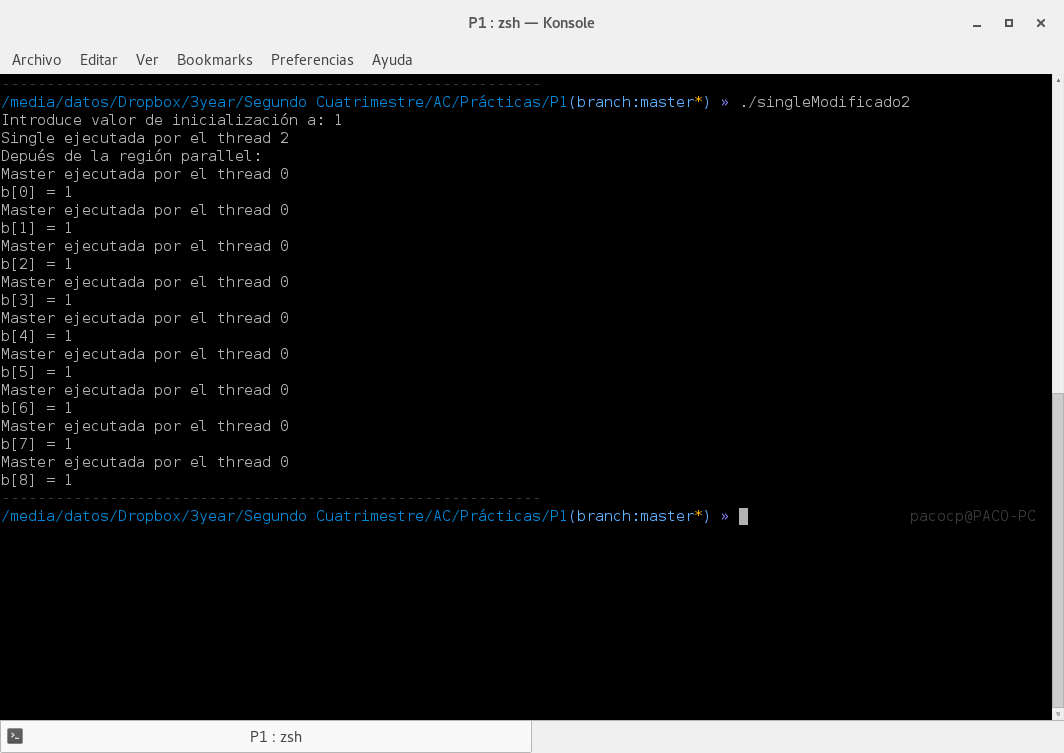 P1 : zsh — Konsole
Archivo Editar Ver Bookmarks Preferencias Ayuda
------------------------------------------------------------
/media/datos/Dropbox/3year/Segundo Cuatrimestre/AC/Prácticas/P1(branch:master*) » ./singleModificado2
Introduce valor de inicialización a: 1
Single ejecutada por el thread 2
Depués de la región parallel:
Master ejecutada por el thread 0
b[0] = 1
Master ejecutada por el thread 0
b[1] = 1
Master ejecutada por el thread 0
b[2] = 1
Master ejecutada por el thread 0
b[3] = 1
Master ejecutada por el thread 0
b[4] = 1
Master ejecutada por el thread 0
b[5] = 1
Master ejecutada por el thread 0
b[6] = 1
Master ejecutada por el thread 0
b[7] = 1
Master ejecutada por el thread 0
b[8] = 1
------------------------------------------------------------
/media/datos/Dropbox/3year/Segundo Cuatrimestre/AC/Prácticas/P1(branch:master*) » pacocp@PACO-PC
P1 : zsh